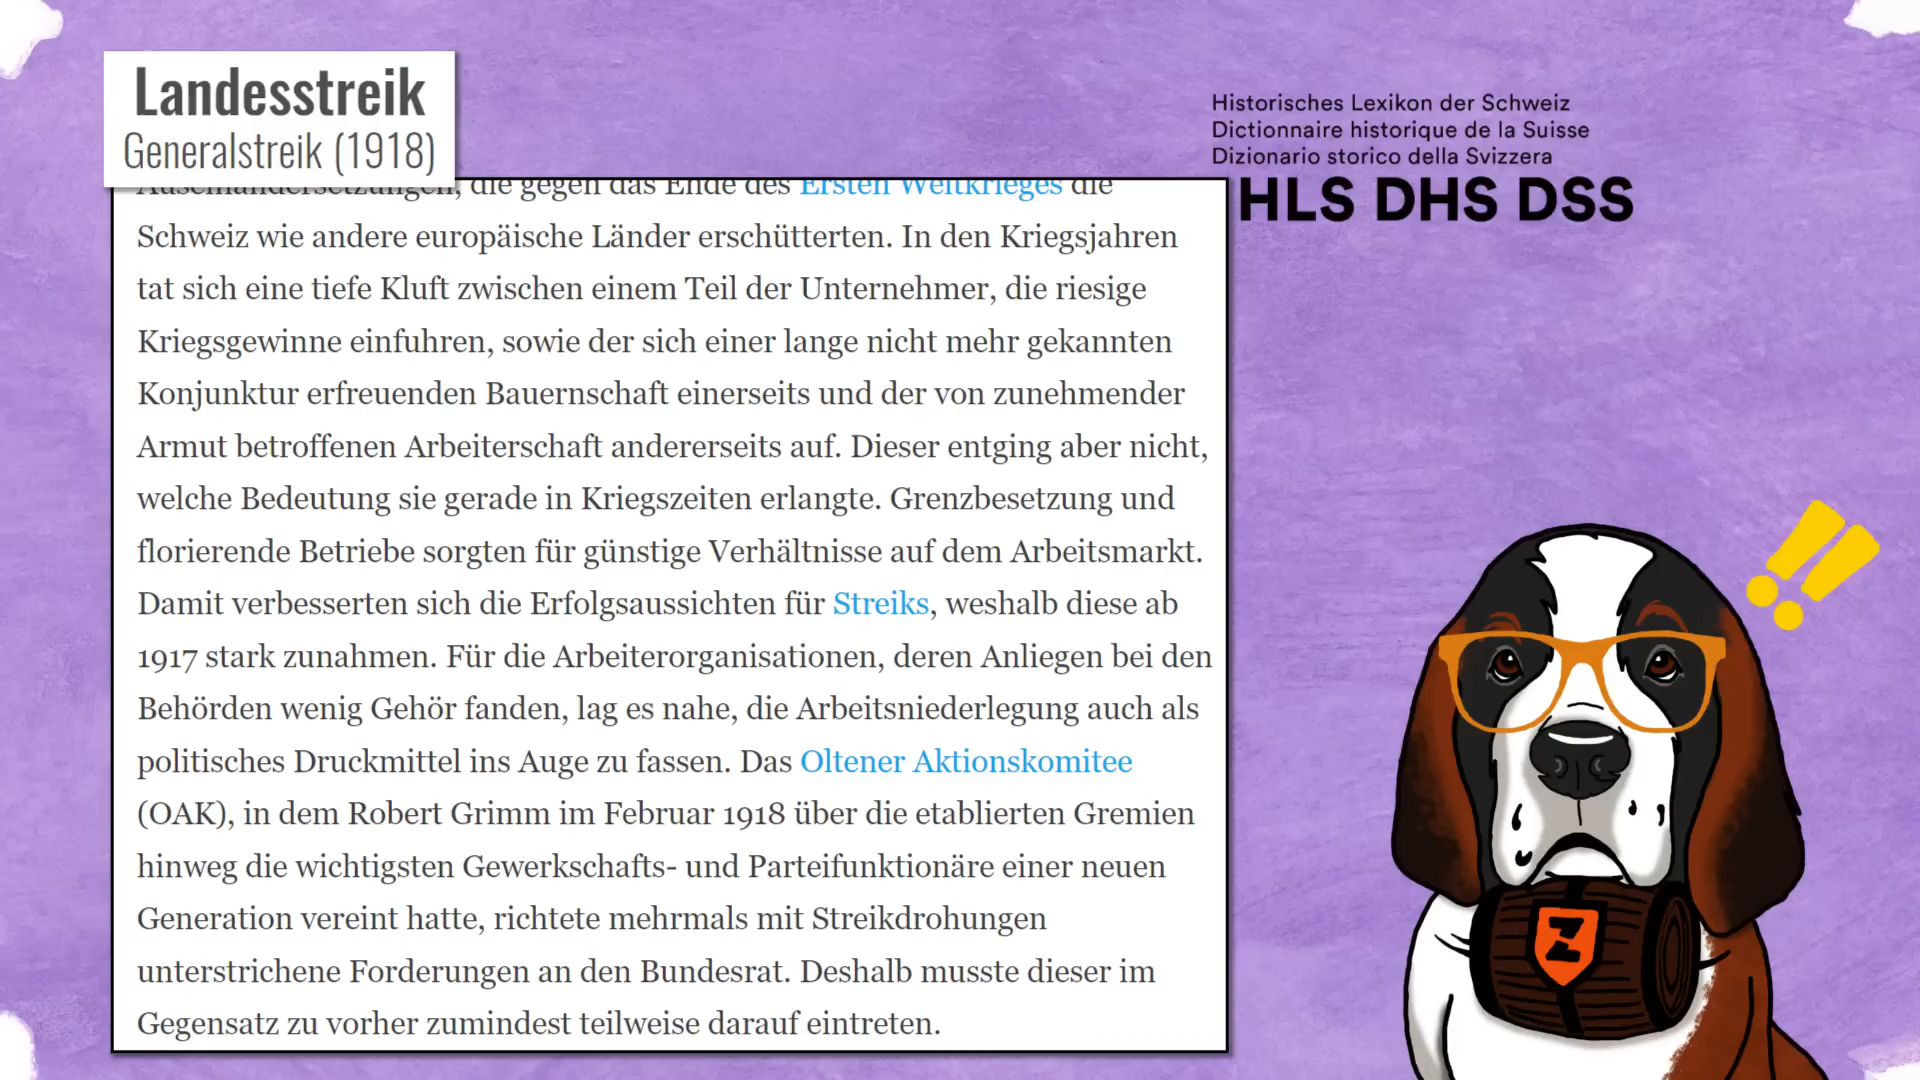 Landesstreik
Generalstreik (1918)
Historisches Lexikon der Schweiz
Dictionnaire historique de la Suisse
Dizionario storico della Svizzera
HLS DHS DSS
Auseinandersetzungen, die gegen das Ende des Ersten Weltkrieges die
Schweiz wie andere europäische Länder erschütterten. In den Kriegsjahren
tat sich eine tiefe Kluft zwischen einem Teil der Unternehmer, die riesige
Kriegsgewinne einfuhren, sowie der sich einer lange nicht mehr gekannten
Konjunktur erfreuenden Bauernschaft einerseits und der von zunehmender
Armut betroffenen Arbeiterschaft andererseits auf. Dieser entging aber nicht,
welche Bedeutung sie gerade in Kriegszeiten erlangte. Grenzbesetzung und
florierende Betriebe sorgten für günstige Verhältnisse auf dem Arbeitsmarkt.
Damit verbesserten sich die Erfolgsaussichten für Streiks, weshalb diese ab
1917 stark zunahmen. Für die Arbeiterorganisationen, deren Anliegen bei den
Behörden wenig Gehör fanden, lag es nahe, die Arbeitsniederlegung auch als
politisches Druckmittel ins Auge zu fassen. Das Oltener Aktionskomitee
(OAK), in dem Robert Grimm im Februar 1918 über die etablierten Gremien
hinweg die wichtigsten Gewerkschafts- und Parteifunktionäre einer neuen
Generation vereint hatte, richtete mehrmals mit Streikdrohungen
unterstrichene Forderungen an den Bundesrat. Deshalb musste dieser im
Gegensatz zu vorher zumindest teilweise darauf eintreten.
!!
Z